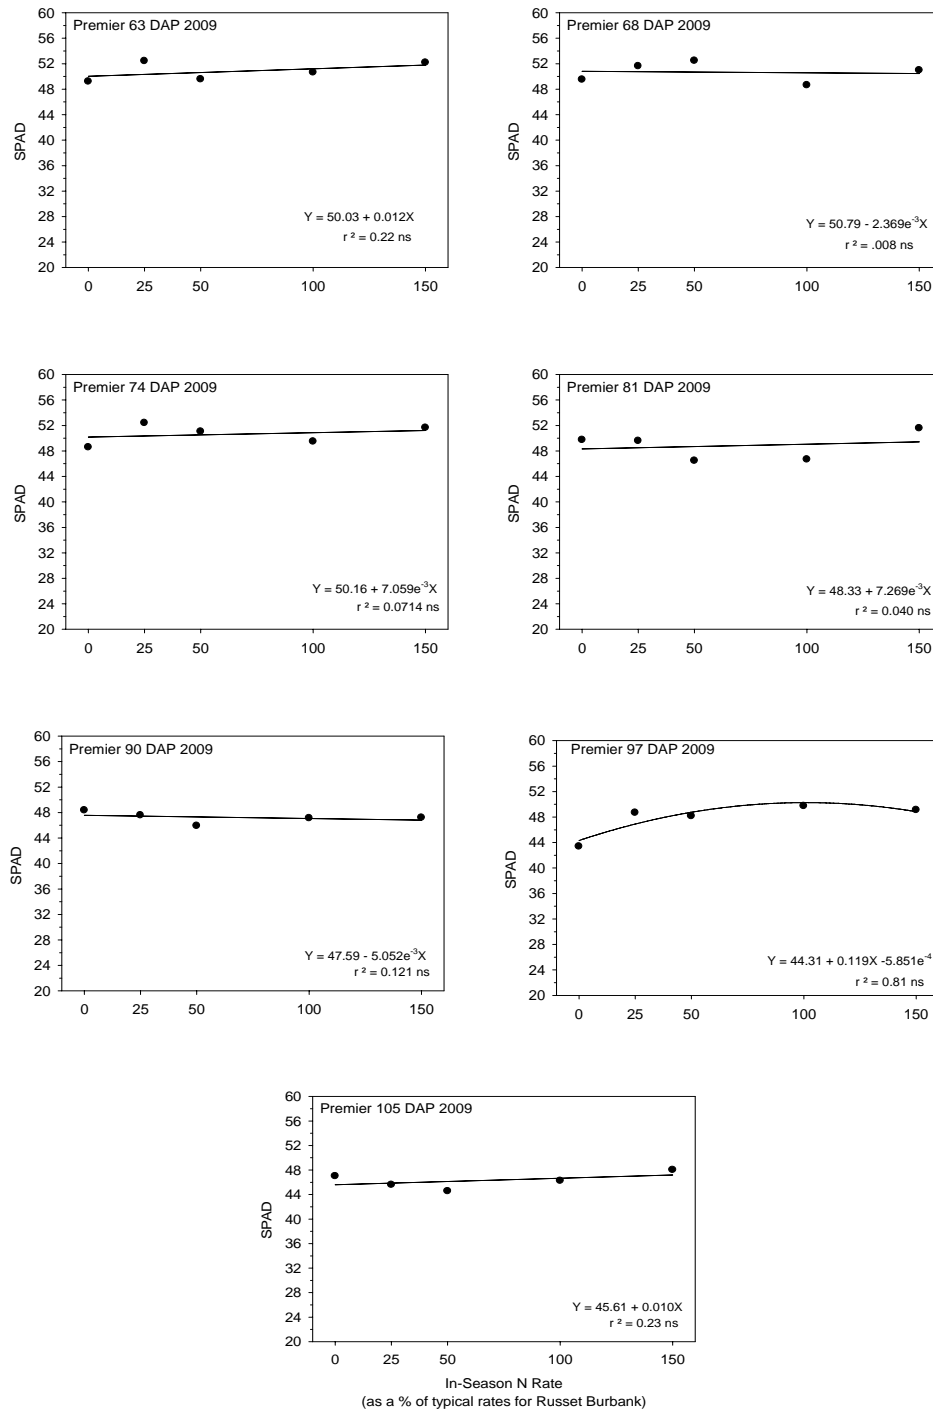 Premier 63 DAP 2009
60
56
52
48
44
40
36
32
28
24
20
SPAD
Y = 50.03 + 0.012X
r ² = 0.22 ns
0 25 50 100 150
Premier 68 DAP 2009
60
56
52
48
44
40
36
32
28
24
20
SPAD
Y = 50.79 - 2.369e⁻³X
r ² = .008 ns
0 25 50 100 150
Premier 74 DAP 2009
60
56
52
48
44
40
36
32
28
24
20
SPAD
Y = 50.16 + 7.059e⁻³X
r ² = 0.0714 ns
0 25 50 100 150
Premier 81 DAP 2009
60
56
52
48
44
40
36
32
28
24
20
SPAD
Y = 48.33 + 7.269e⁻³X
r ² = 0.040 ns
0 25 50 100 150
Premier 90 DAP 2009
60
56
52
48
44
40
36
32
28
24
20
SPAD
Y = 47.59 - 5.052e⁻³X
r ² = 0.121 ns
0 25 50 100 150
Premier 97 DAP 2009
60
56
52
48
44
40
36
32
28
24
20
SPAD
Y = 44.31 + 0.119X -5.851e⁻⁴
r ² = 0.81 ns
0 25 50 100 150
Premier 105 DAP 2009
60
56
52
48
44
40
36
32
28
24
20
SPAD
Y = 45.61 + 0.010X
r ² = 0.23 ns
0 25 50 100 150
In-Season N Rate
(as a % of typical rates for Russet Burbank)